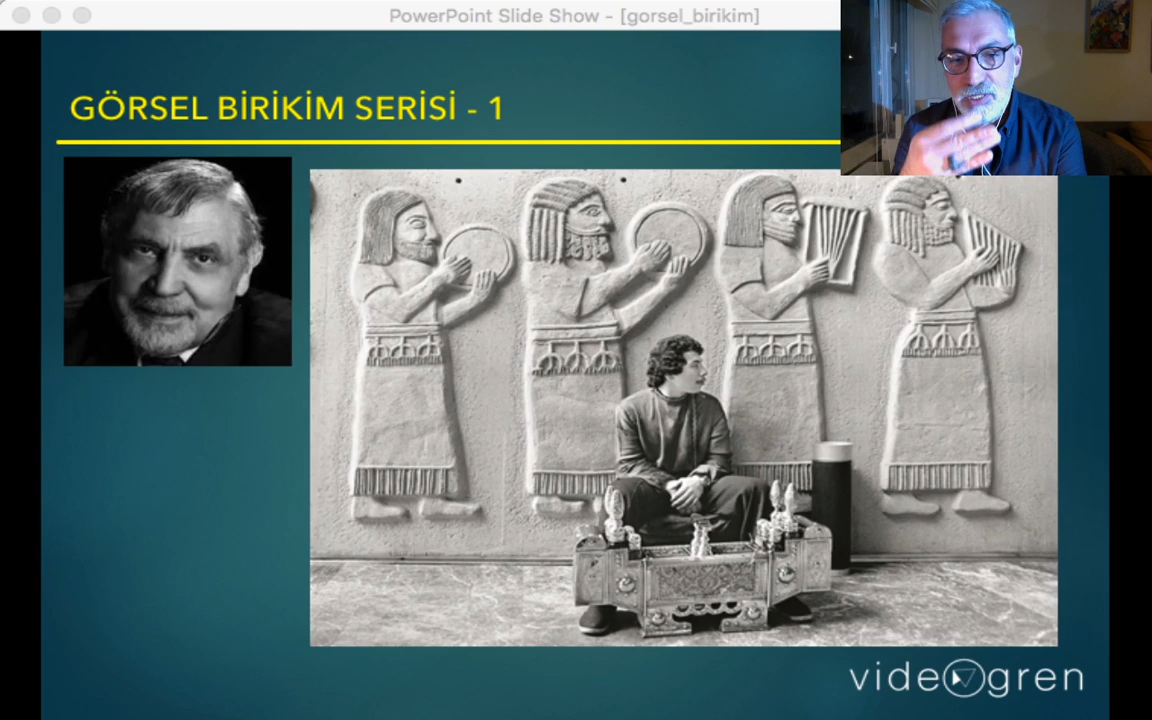 PowerPoint Slide Show - [gorsel_birikim]
GÖRSEL BİRİKİM SERİSİ - 1
videogren